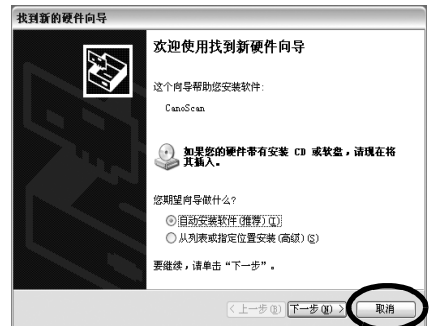 找到新的硬件向导
欢迎使用找到新硬件向导
这个向导帮助您安装软件:
CanoScan
如果您的硬件带有安装 CD 或软盘，请现在将
其插入。
您期望向导做什么?
自动安装软件(推荐)(I)
从列表或指定位置安装(高级)(S)
要继续，请单击“下一步”。
< 上一步(B) 下一步(N) > 取消